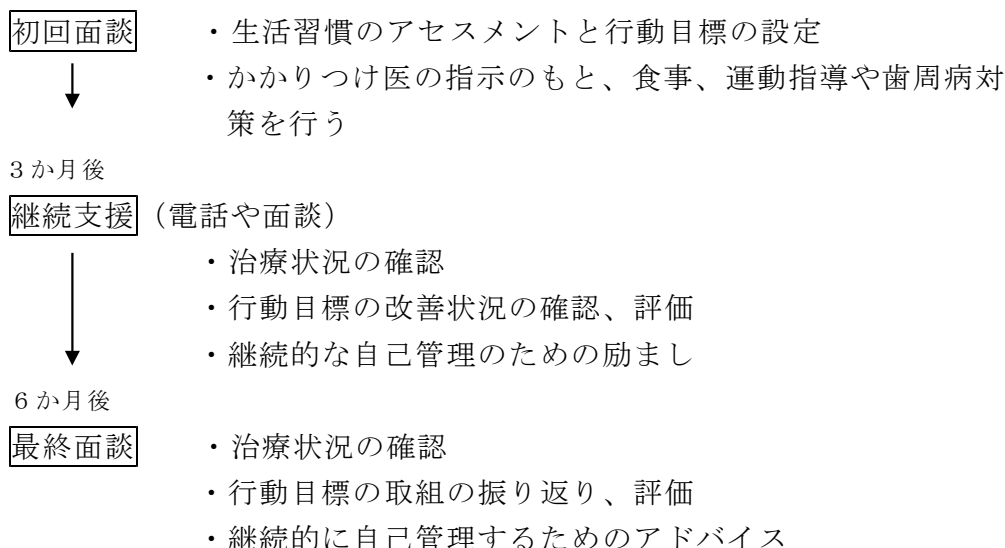 初回面談　・生活習慣のアセスメントと行動目標の設定
・かかりつけ医の指示のもと、食事、運動指導や歯周病対
策を行う
３か月後
継続支援（電話や面談）
・治療状況の確認
・行動目標の改善状況の確認、評価
・継続的な自己管理のための励まし
６か月後
最終面談　・治療状況の確認
・行動目標の取組の振り返り、評価
・継続的に自己管理するためのアドバイス